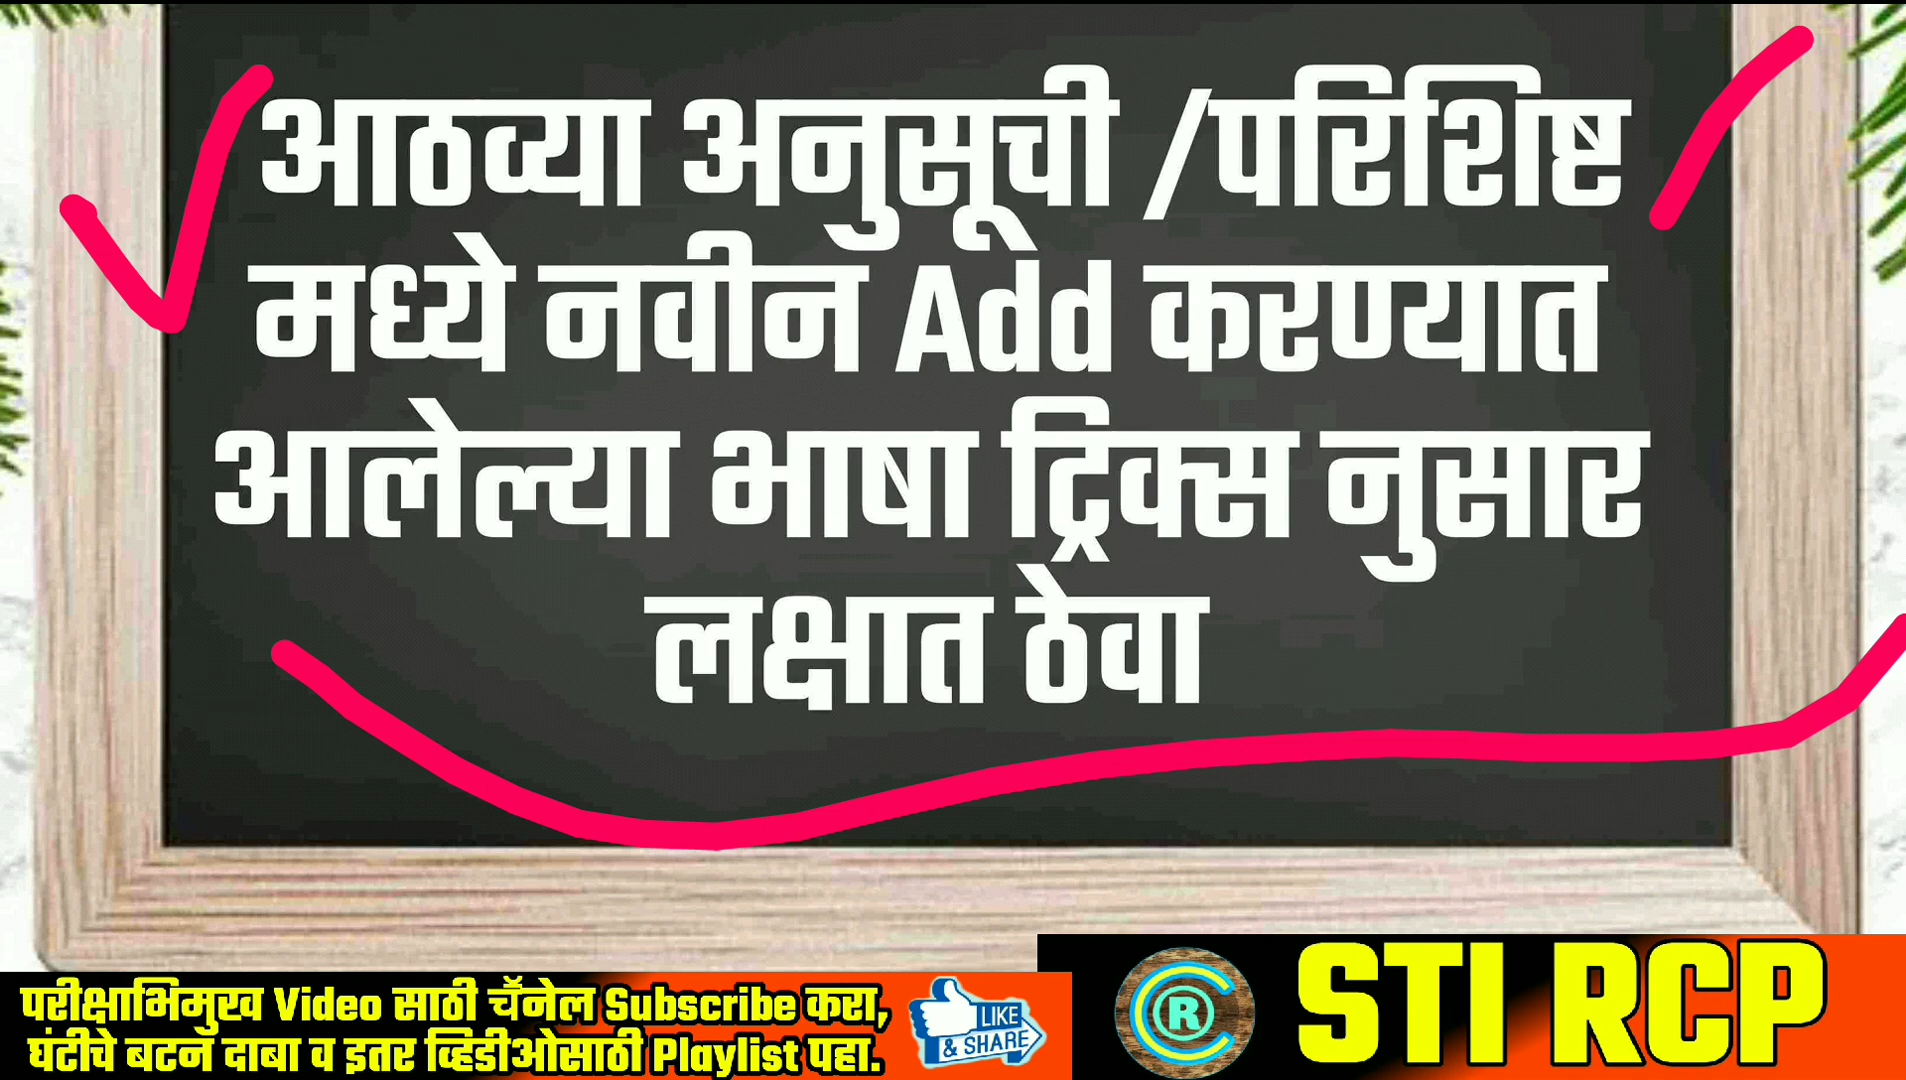 आठव्या अनुसूची /परिशिष्ट
मध्ये नवीन Add करण्यात
आलेल्या भाषा ट्रिक्स नुसार
लक्षात ठेवा
परीक्षाभिमुख Video साठी चॅनेल Subscribe करा,
घंटीचे बटन दाबा व इतर व्हिडीओसाठी Playlist पहा.
LIKE
& SHARE
C R
STI RCP